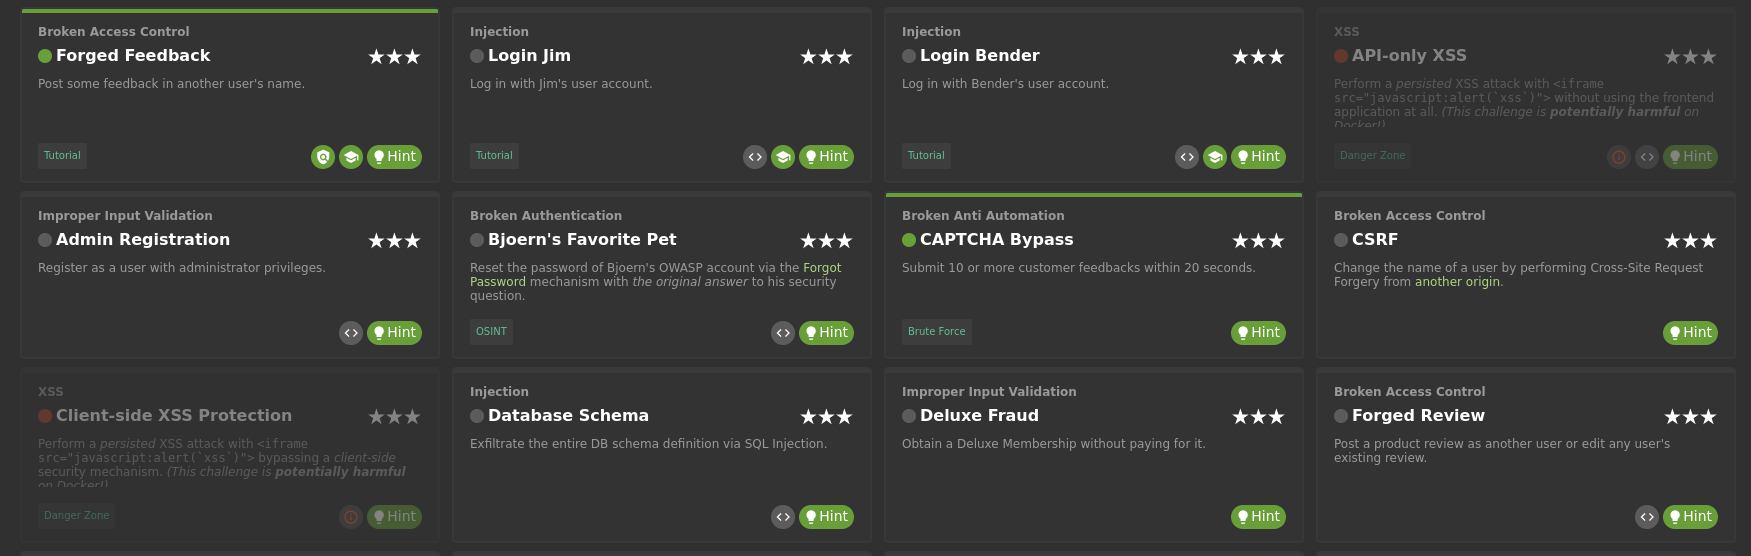 Broken Access Control
Forged Feedback ★★★
Post some feedback in another user's name.
Tutorial
Hint
Injection
Login Jim ★★★
Log in with Jim's user account.
Tutorial
<> Hint
Injection
Login Bender ★★★
Log in with Bender's user account.
Tutorial
<> Hint
XSS
API-only XSS ★★★
Perform a persisted XSS attack with <iframe
src="javascript:alert(`xss`)"> without using the frontend
application at all. (This challenge is potentially harmful on
Docker!)
Danger Zone
<> Hint
Improper Input Validation
Admin Registration ★★★
Register as a user with administrator privileges.
<> Hint
Broken Authentication
Bjoern's Favorite Pet ★★★
Reset the password of Bjoern's OWASP account via the Forgot
Password mechanism with the original answer to his security
question.
OSINT
<> Hint
Broken Anti Automation
CAPTCHA Bypass ★★★
Submit 10 or more customer feedbacks within 20 seconds.
Brute Force
Hint
Broken Access Control
CSRF ★★★
Change the name of a user by performing Cross-Site Request
Forgery from another origin.
Hint
XSS
Client-side XSS Protection ★★★
Perform a persisted XSS attack with <iframe
src="javascript:alert(`xss`)"> bypassing a client-side
security mechanism. (This challenge is potentially harmful
on Docker!)
Danger Zone
Hint
Injection
Database Schema ★★★
Exfiltrate the entire DB schema definition via SQL Injection.
<> Hint
Improper Input Validation
Deluxe Fraud ★★★
Obtain a Deluxe Membership without paying for it.
Hint
Broken Access Control
Forged Review ★★★
Post a product review as another user or edit any user's
existing review.
<> Hint